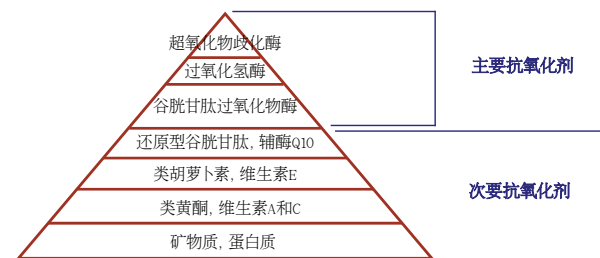 超氧化物歧化酶
过氧化氢酶
谷胱甘肽过氧化物酶
还原型谷胱甘肽, 辅酶Q10
类胡萝卜素, 维生素E
类黄酮, 维生素A和C
矿物质, 蛋白质
主要抗氧化剂
次要抗氧化剂